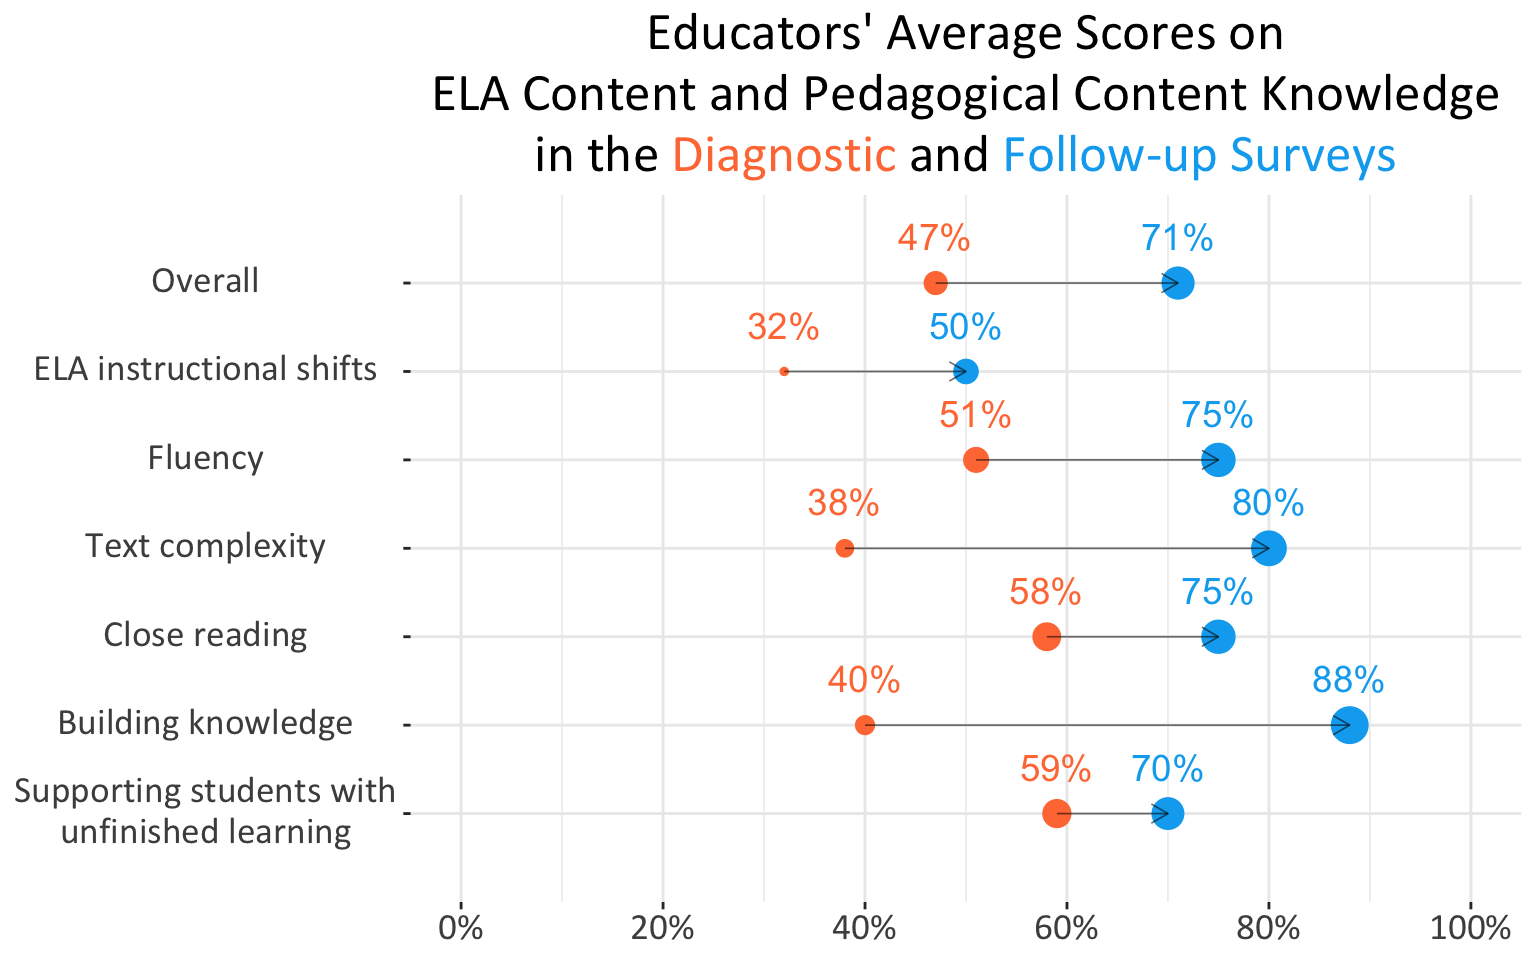 Educators' Average Scores on
ELA Content and Pedagogical Content Knowledge
in the Diagnostic and Follow-up Surveys
47% 71%
Overall
32% 50%
ELA instructional shifts
51% 75%
Fluency
38% 80%
Text complexity
58% 75%
Close reading
40% 88%
Building knowledge
59% 70%
Supporting students with
unfinished learning
0% 20% 40% 60% 80% 100%